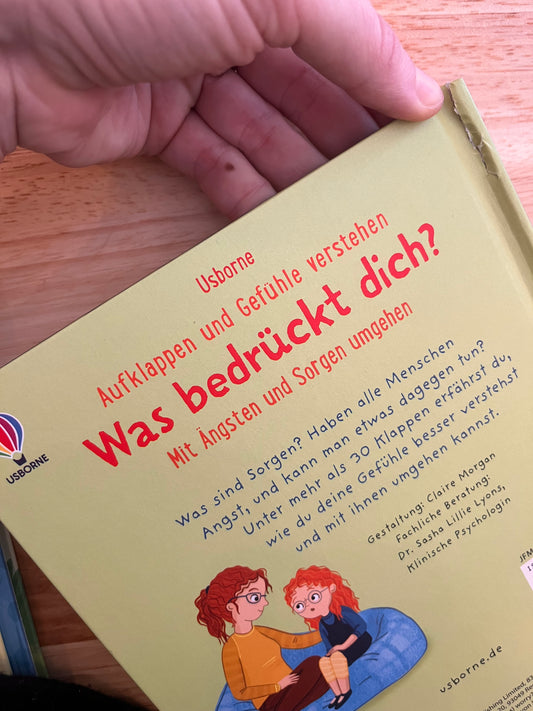 Usborne
Aufklappen und Gefühle verstehen
Was bedrückt dich?
Mit Ängsten und Sorgen umgehen
Was sind Sorgen? Haben alle Menschen
Angst, und kann man etwas dagegen tun?
Unter mehr als 30 Klappen erfährst du,
wie du deine Gefühle besser verstehst
und mit ihnen umgehen kannst.
Gestaltung: Claire Morgan
Fachliche Beratung:
Dr. Sasha Lillie Lyons,
Klinische Psychologin
USBORNE
usborne.de